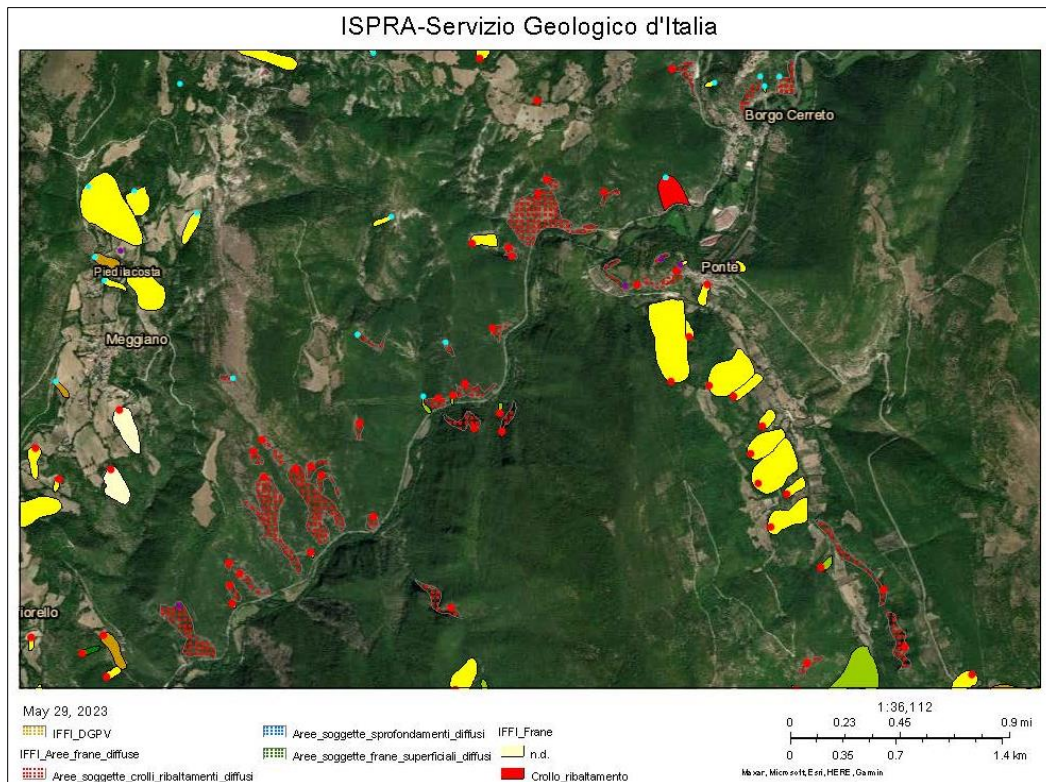 ISPRA-Servizio Geologico d'Italia
Borgo Cerreto
Ponte
Piedilacosta
Meggiano
iorello
May 29, 2023
IFFI_DGPV
IFFI_Aree_frane_diffuse
Aree_soggette_crolli_ribaltamenti_diffusi
Aree_soggette_sprofondamenti_diffusi
Aree_soggette_frane_superficiali_diffusi
IFFI_Frane
n.d.
Crollo_ribaltamento
1:36,112
0 0.23 0.45 0.9 mi
0 0.35 0.7 1.4 km
Maxar, Microsoft, Esri, HERE, Garmin